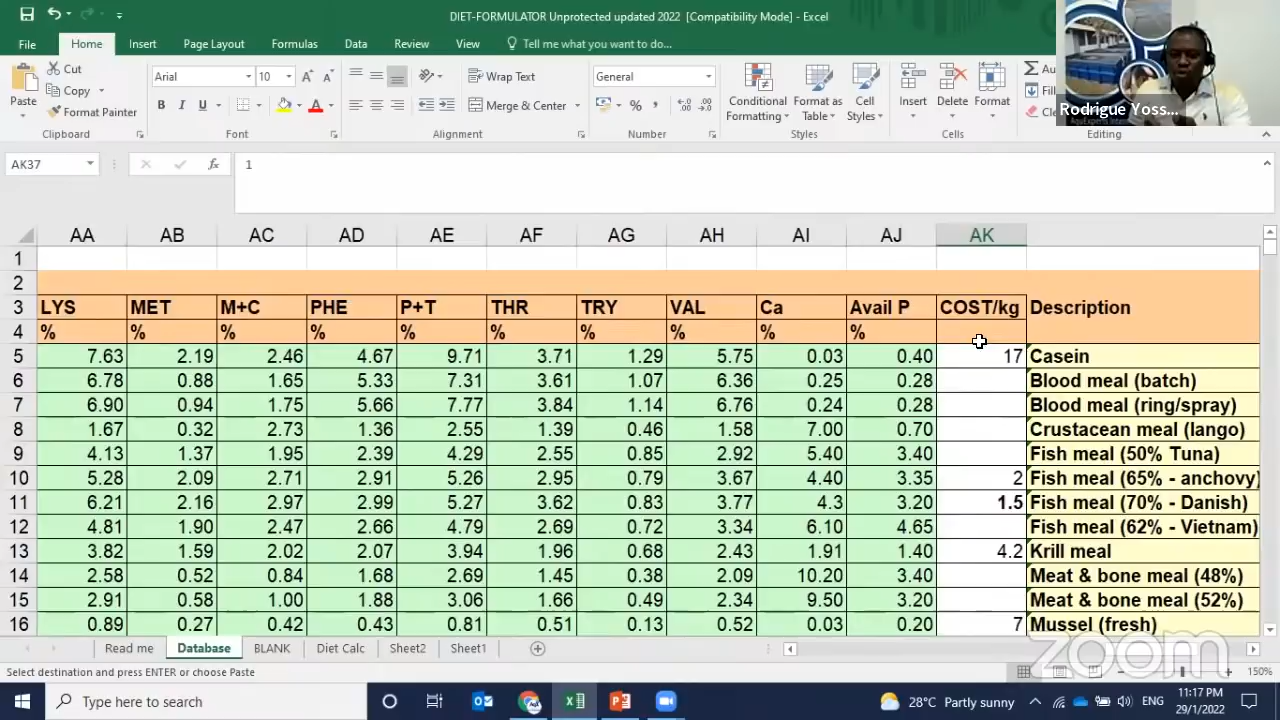 DIET-FORMULATOR Unprotected updated 2022 [Compatibility Mode] - Excel
File Home Insert Page Layout Formulas Data Review View Tell me what you want to do...
Cut
Copy
Format Painter
Paste
Clipboard
Arial 10
B I U
Font
Wrap Text
Merge & Center
Alignment
General
Number
Conditional Formatting
Format as Table
Cell Styles
Styles
Insert Delete Format
Cells
Editing
Rodrigue Yoss...
AK37 fx 1
AA AB AC AD AE AF AG AH AI AJ AK
1
2
3 LYS MET M+C PHE P+T THR TRY VAL Ca Avail P COST/kg Description
4 % % % % % % % % % %
5 7.63 2.19 2.46 4.67 9.71 3.71 1.29 5.75 0.03 0.40 17 Casein
6 6.78 0.88 1.65 5.33 7.31 3.61 1.07 6.36 0.25 0.28 Blood meal (batch)
7 6.90 0.94 1.75 5.66 7.77 3.84 1.14 6.76 0.24 0.28 Blood meal (ring/spray)
8 1.67 0.32 2.73 1.36 2.55 1.39 0.46 1.58 7.00 0.70 Crustacean meal (lango)
9 4.13 1.37 1.95 2.39 4.29 2.55 0.85 2.92 5.40 3.40 Fish meal (50% Tuna)
10 5.28 2.09 2.71 2.91 5.26 2.95 0.79 3.67 4.40 3.35 2 Fish meal (65% - anchovy)
11 6.21 2.16 2.97 2.99 5.27 3.62 0.83 3.77 4.3 3.20 1.5 Fish meal (70% - Danish)
12 4.81 1.90 2.47 2.66 4.79 2.69 0.72 3.34 6.10 4.65 Fish meal (62% - Vietnam)
13 3.82 1.59 2.02 2.07 3.94 1.96 0.68 2.43 1.91 1.40 4.2 Krill meal
14 2.58 0.52 0.84 1.68 2.69 1.45 0.38 2.09 10.20 3.40 Meat & bone meal (48%)
15 2.91 0.58 1.00 1.88 3.06 1.66 0.49 2.34 9.50 3.20 Meat & bone meal (52%)
16 0.89 0.27 0.42 0.43 0.81 0.51 0.13 0.52 0.03 0.20 7 Mussel (fresh)
Read me Database BLANK Diet Calc Sheet2 Sheet1
zoom
Select destination and press ENTER or choose Paste 150%
Type here to search
28°C Partly sunny ENG 11:17 PM
29/1/2022